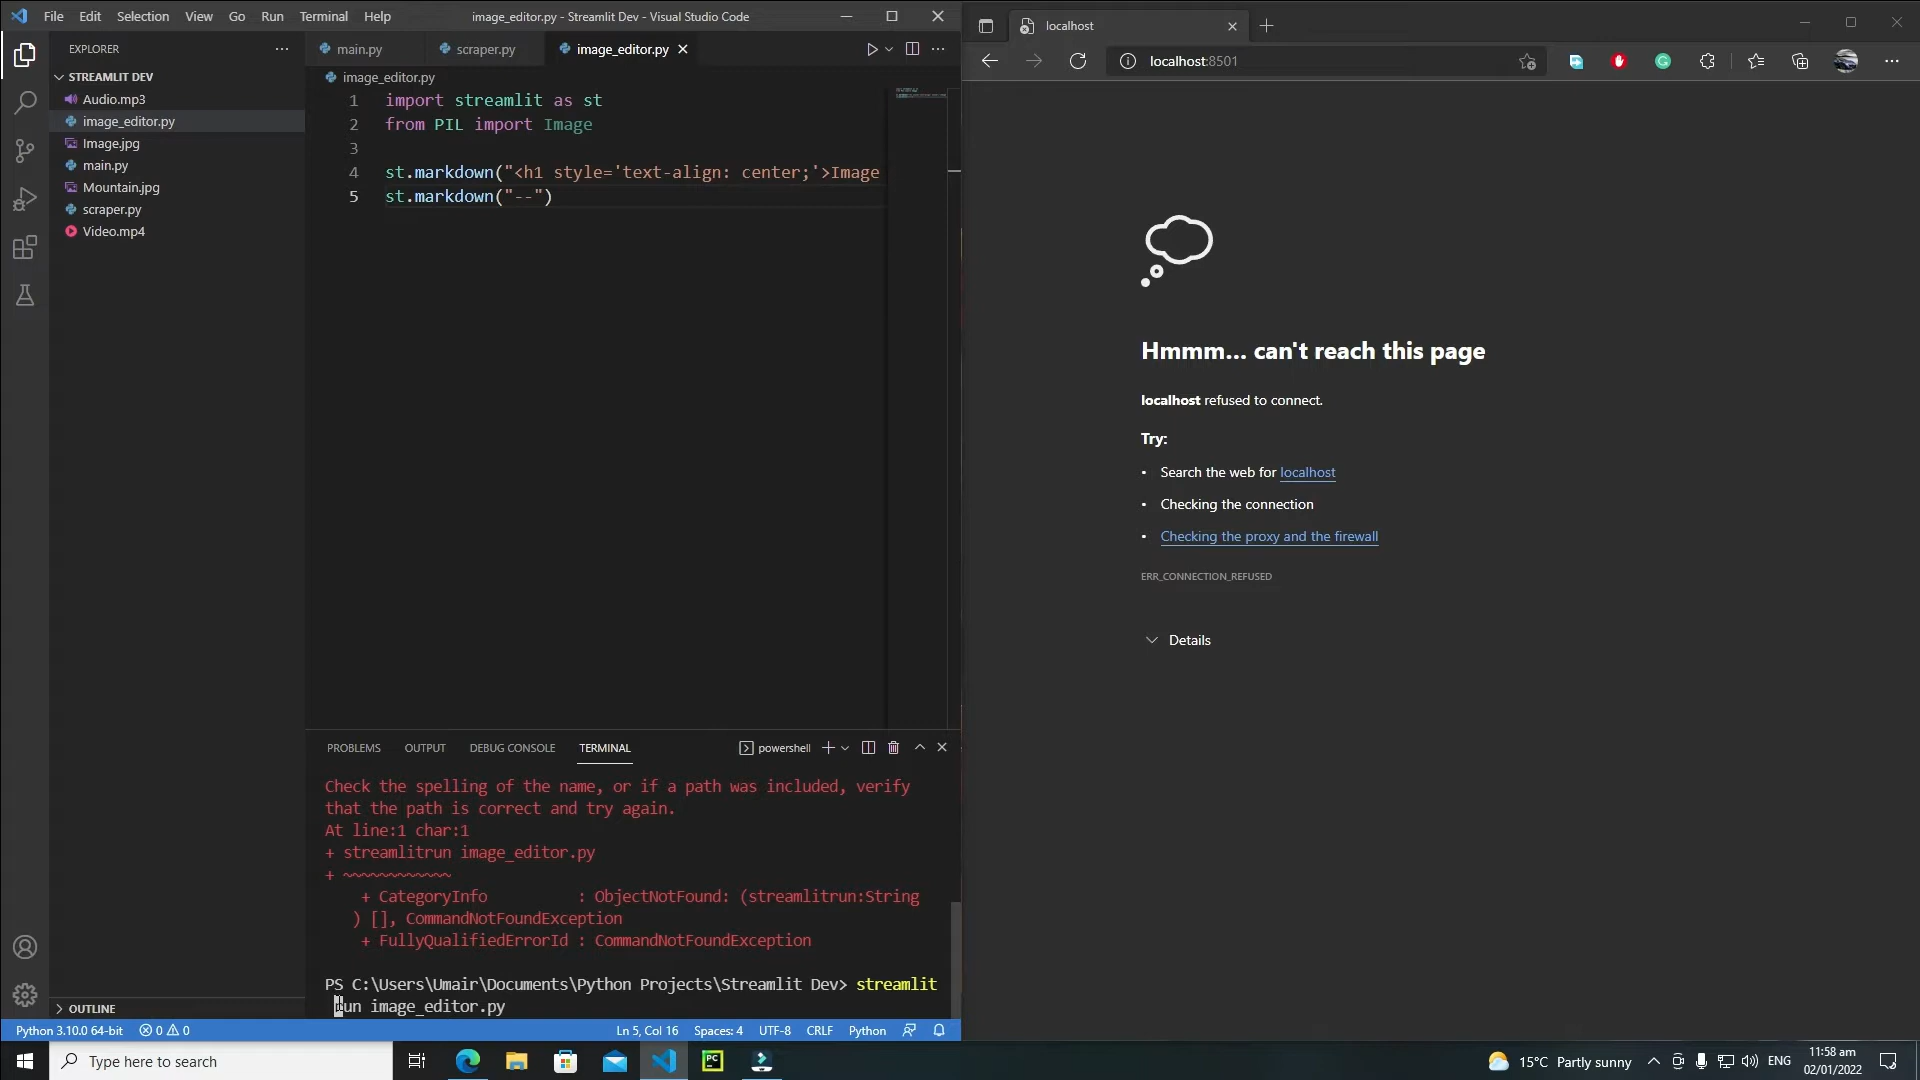 File Edit Selection View Go Run Terminal Help
image_editor.py - Streamlit Dev - Visual Studio Code
EXPLORER
STREAMLIT DEV
Audio.mp3
image_editor.py
Image.jpg
main.py
Mountain.jpg
scraper.py
Video.mp4
OUTLINE
main.py scraper.py image_editor.py
image_editor.py
1 import streamlit as st
2 from PIL import Image
3
4 st.markdown("<h1 style='text-align: center;'>Image
5 st.markdown("--")
PROBLEMS OUTPUT DEBUG CONSOLE TERMINAL powershell
Check the spelling of the name, or if a path was included, verify
that the path is correct and try again.
At line:1 char:1
+ streamlitrun image_editor.py
+ ~~~~~~~~~~~~
+ CategoryInfo : ObjectNotFound: (streamlitrun:String
) [], CommandNotFoundException
+ FullyQualifiedErrorId : CommandNotFoundException
PS C:\Users\Umair\Documents\Python Projects\Streamlit Dev> streamlit
run image_editor.py
Python 3.10.0 64-bit 0 0 Ln 5, Col 16 Spaces: 4 UTF-8 CRLF Python
localhost
localhost:8501
Hmmm... can't reach this page
localhost refused to connect.
Try:
• Search the web for localhost
• Checking the connection
• Checking the proxy and the firewall
ERR_CONNECTION_REFUSED
Details
Type here to search
PC
15°C Partly sunny
ENG
11:58 am
02/01/2022